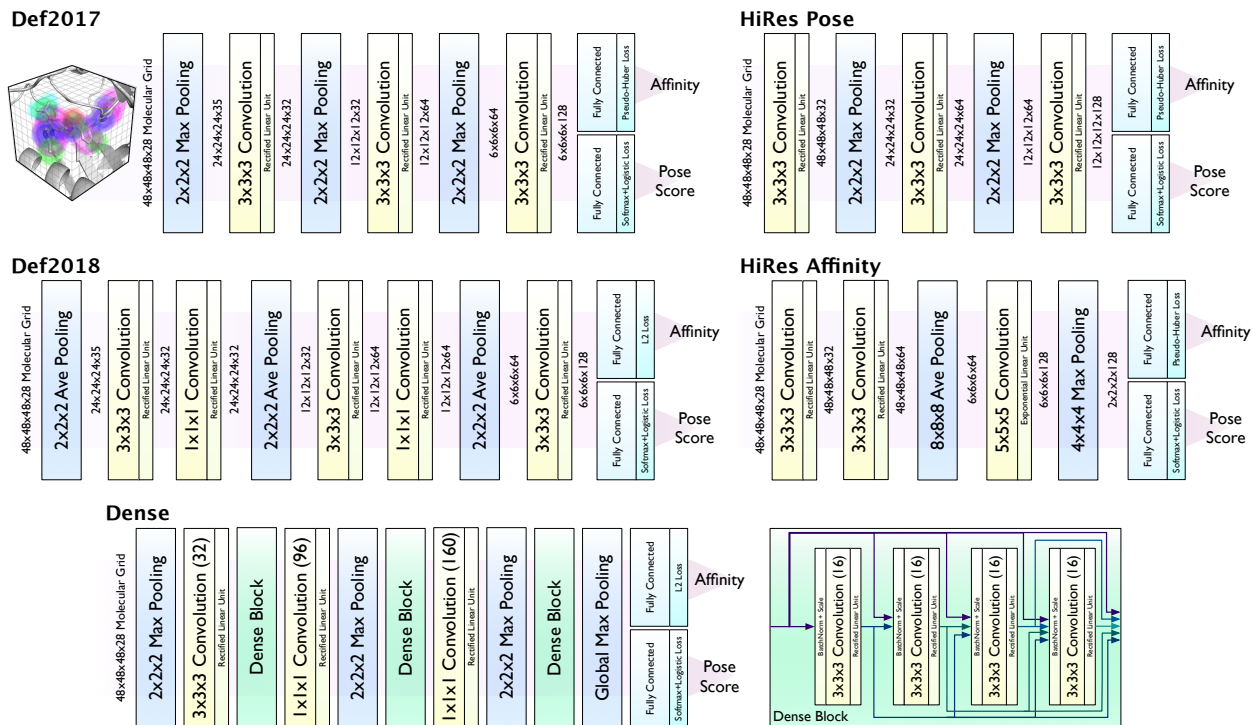 Def2017
48x48x48x28 Molecular Grid
2x2x2 Max Pooling
24x24x24x35
3x3x3 Convolution
Rectified Linear Unit
24x24x24x32
2x2x2 Max Pooling
12x12x12x32
3x3x3 Convolution
Rectified Linear Unit
12x12x12x64
2x2x2 Max Pooling
6x6x6x64
3x3x3 Convolution
Rectified Linear Unit
6x6x6x128
Fully Connected
Pseudo-Huber Loss
Affinity
Fully Connected
Softmax+Logistic Loss
Pose
Score
HiRes Pose
48x48x48x28 Molecular Grid
3x3x3 Convolution
Rectified Linear Unit
48x48x48x32
2x2x2 Max Pooling
24x24x24x32
3x3x3 Convolution
Rectified Linear Unit
24x24x24x64
2x2x2 Max Pooling
12x12x12x64
3x3x3 Convolution
Rectified Linear Unit
12x12x12x128
Fully Connected
Pseudo-Huber Loss
Affinity
Fully Connected
Softmax+Logistic Loss
Pose
Score
Def2018
48x48x48x28 Molecular Grid
2x2x2 Ave Pooling
24x24x24x35
3x3x3 Convolution
Rectified Linear Unit
24x24x24x32
1x1x1 Convolution
Rectified Linear Unit
24x24x24x32
2x2x2 Ave Pooling
12x12x12x32
3x3x3 Convolution
Rectified Linear Unit
12x12x12x64
1x1x1 Convolution
Rectified Linear Unit
12x12x12x64
2x2x2 Ave Pooling
6x6x6x64
3x3x3 Convolution
Rectified Linear Unit
6x6x6x128
Fully Connected
L2 Loss
Affinity
Fully Connected
Softmax+Logistic Loss
Pose
Score
HiRes Affinity
48x48x48x28 Molecular Grid
3x3x3 Convolution
Rectified Linear Unit
48x48x48x32
3x3x3 Convolution
Rectified Linear Unit
48x48x48x64
8x8x8 Ave Pooling
6x6x6x64
5x5x5 Convolution
Exponential Linear Unit
6x6x6x128
4x4x4 Max Pooling
2x2x2x128
Fully Connected
Pseudo-Huber Loss
Affinity
Fully Connected
Softmax+Logistic Loss
Pose
Score
Dense
48x48x48x28 Molecular Grid
2x2x2 Max Pooling
3x3x3 Convolution (32)
Rectified Linear Unit
Dense Block
1x1x1 Convolution (96)
Rectified Linear Unit
2x2x2 Max Pooling
Dense Block
1x1x1 Convolution (160)
Rectified Linear Unit
2x2x2 Max Pooling
Dense Block
Global Max Pooling
Fully Connected
L2 Loss
Affinity
Fully Connected
Softmax+Logistic Loss
Pose
Score
BatchNorm + Scale
3x3x3 Convolution (16)
Rectified Linear Unit
BatchNorm + Scale
3x3x3 Convolution (16)
Rectified Linear Unit
BatchNorm + Scale
3x3x3 Convolution (16)
Rectified Linear Unit
BatchNorm + Scale
3x3x3 Convolution (16)
Rectified Linear Unit
Dense Block